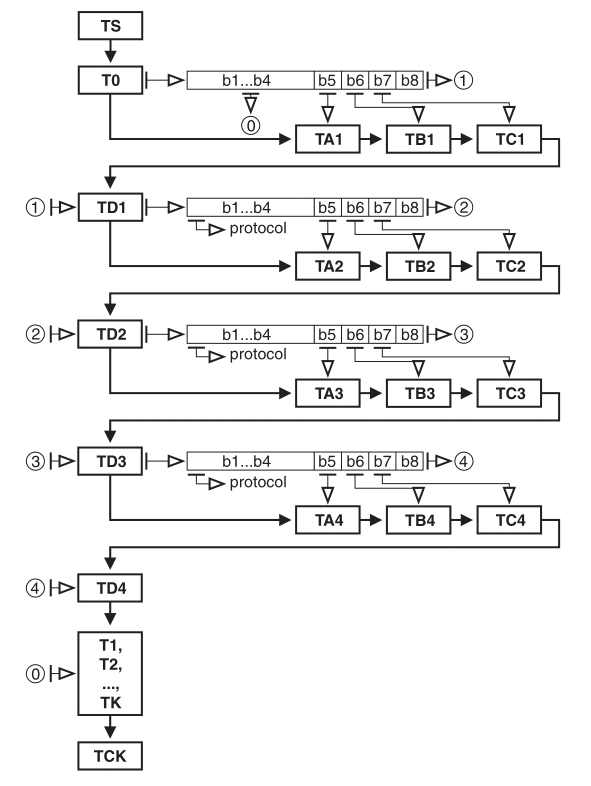 TS
T0 b1...b4 b5 b6 b7 b8 1
0
TA1 TB1 TC1
1 TD1 b1...b4 b5 b6 b7 b8 2
protocol
TA2 TB2 TC2
2 TD2 b1...b4 b5 b6 b7 b8 3
protocol
TA3 TB3 TC3
3 TD3 b1...b4 b5 b6 b7 b8 4
protocol
TA4 TB4 TC4
4 TD4
T1,
T2,
0 ...,
TK
TCK